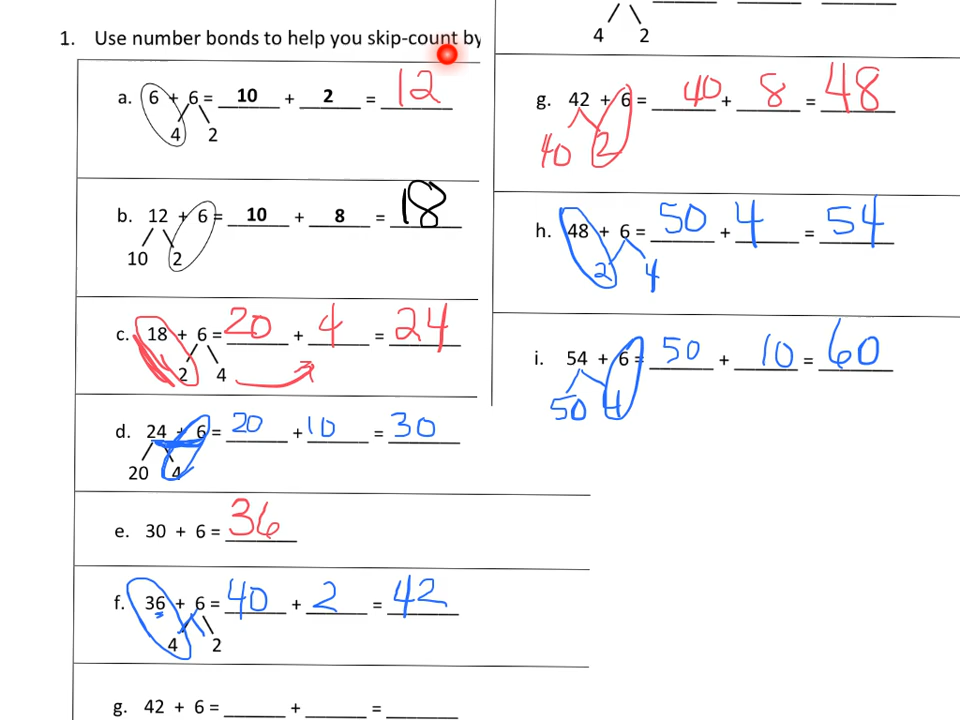 1. Use number bonds to help you skip-count by
a. 6 + 6 = 10 + 2 = 12
4 2
b. 12 + 6 = 10 + 8 = 18
10 2
c. 18 + 6 = 20 + 4 = 24
2 4
d. 24 + 6 = 20 + 10 = 30
20 4
e. 30 + 6 = 36
f. 36 + 6 = 40 + 2 = 42
4 2
g. 42 + 6 = ______ + ______ = ______
4 2
g. 42 + 6 = 40 + 8 = 48
40 2
h. 48 + 6 = 50 + 4 = 54
2 4
i. 54 + 6 = 50 + 10 = 60
50 4